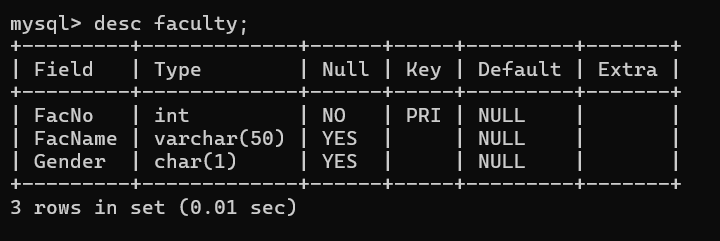 mysql> desc faculty;
+---------+-------------+------+-----+---------+-------+
| Field   | Type        | Null | Key | Default | Extra |
+---------+-------------+------+-----+---------+-------+
| FacNo   | int         | NO   | PRI | NULL    |       |
| FacName | varchar(50) | YES  |     | NULL    |       |
| Gender  | char(1)     | YES  |     | NULL    |       |
+---------+-------------+------+-----+---------+-------+
3 rows in set (0.01 sec)